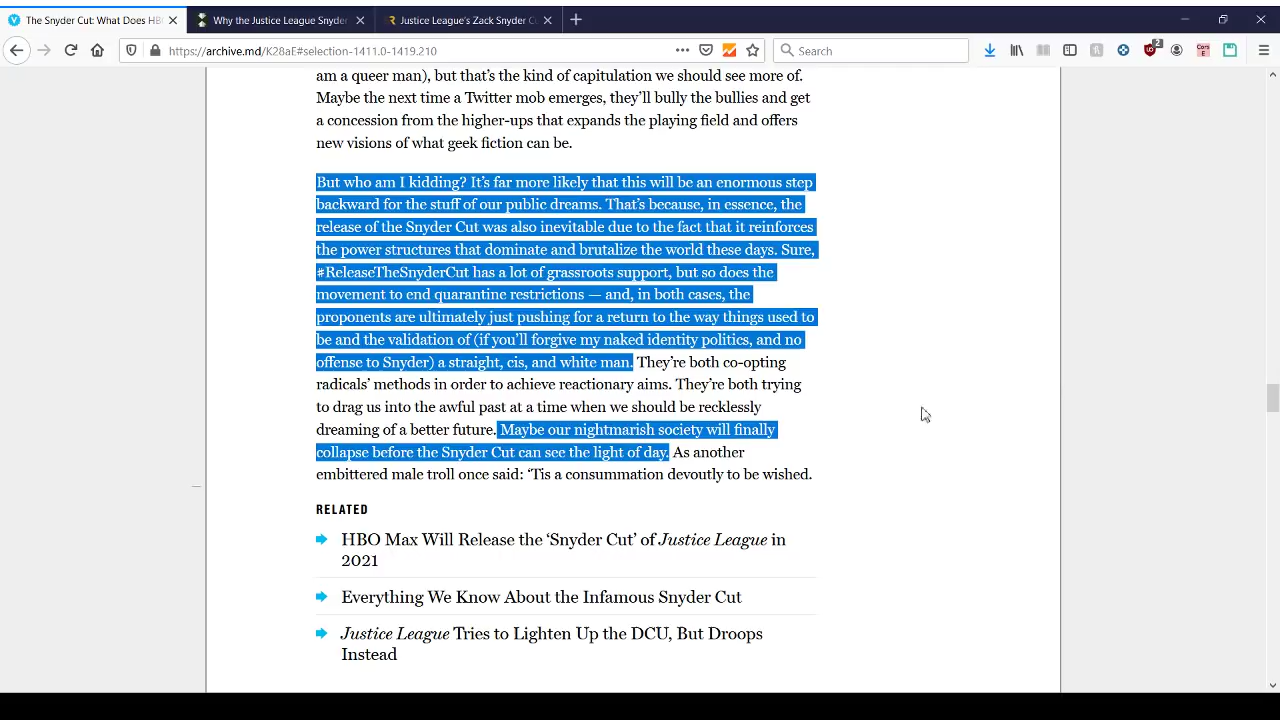 The Snyder Cut: What Does HBO
Why the Justice League Snyder
Justice League's Zack Snyder Cu
https://archive.md/K28aE#selection-1411.0-1419.210
Search
2
am a queer man), but that's the kind of capitulation we should see more of.
Maybe the next time a Twitter mob emerges, they'll bully the bullies and get
a concession from the higher-ups that expands the playing field and offers
new visions of what geek fiction can be.
But who am I kidding? It's far more likely that this will be an enormous step
backward for the stuff of our public dreams. That's because, in essence, the
release of the Snyder Cut was also inevitable due to the fact that it reinforces
the power structures that dominate and brutalize the world these days. Sure,
#ReleaseTheSnyderCut has a lot of grassroots support, but so does the
movement to end quarantine restrictions — and, in both cases, the
proponents are ultimately just pushing for a return to the way things used to
be and the validation of (if you'll forgive my naked identity politics, and no
offense to Snyder) a straight, cis, and white man. They're both co-opting
radicals' methods in order to achieve reactionary aims. They're both trying
to drag us into the awful past at a time when we should be recklessly
dreaming of a better future. Maybe our nightmarish society will finally
collapse before the Snyder Cut can see the light of day. As another
embittered male troll once said: 'Tis a consummation devoutly to be wished.
RELATED
HBO Max Will Release the 'Snyder Cut' of Justice League in
2021
Everything We Know About the Infamous Snyder Cut
Justice League Tries to Lighten Up the DCU, But Droops
Instead